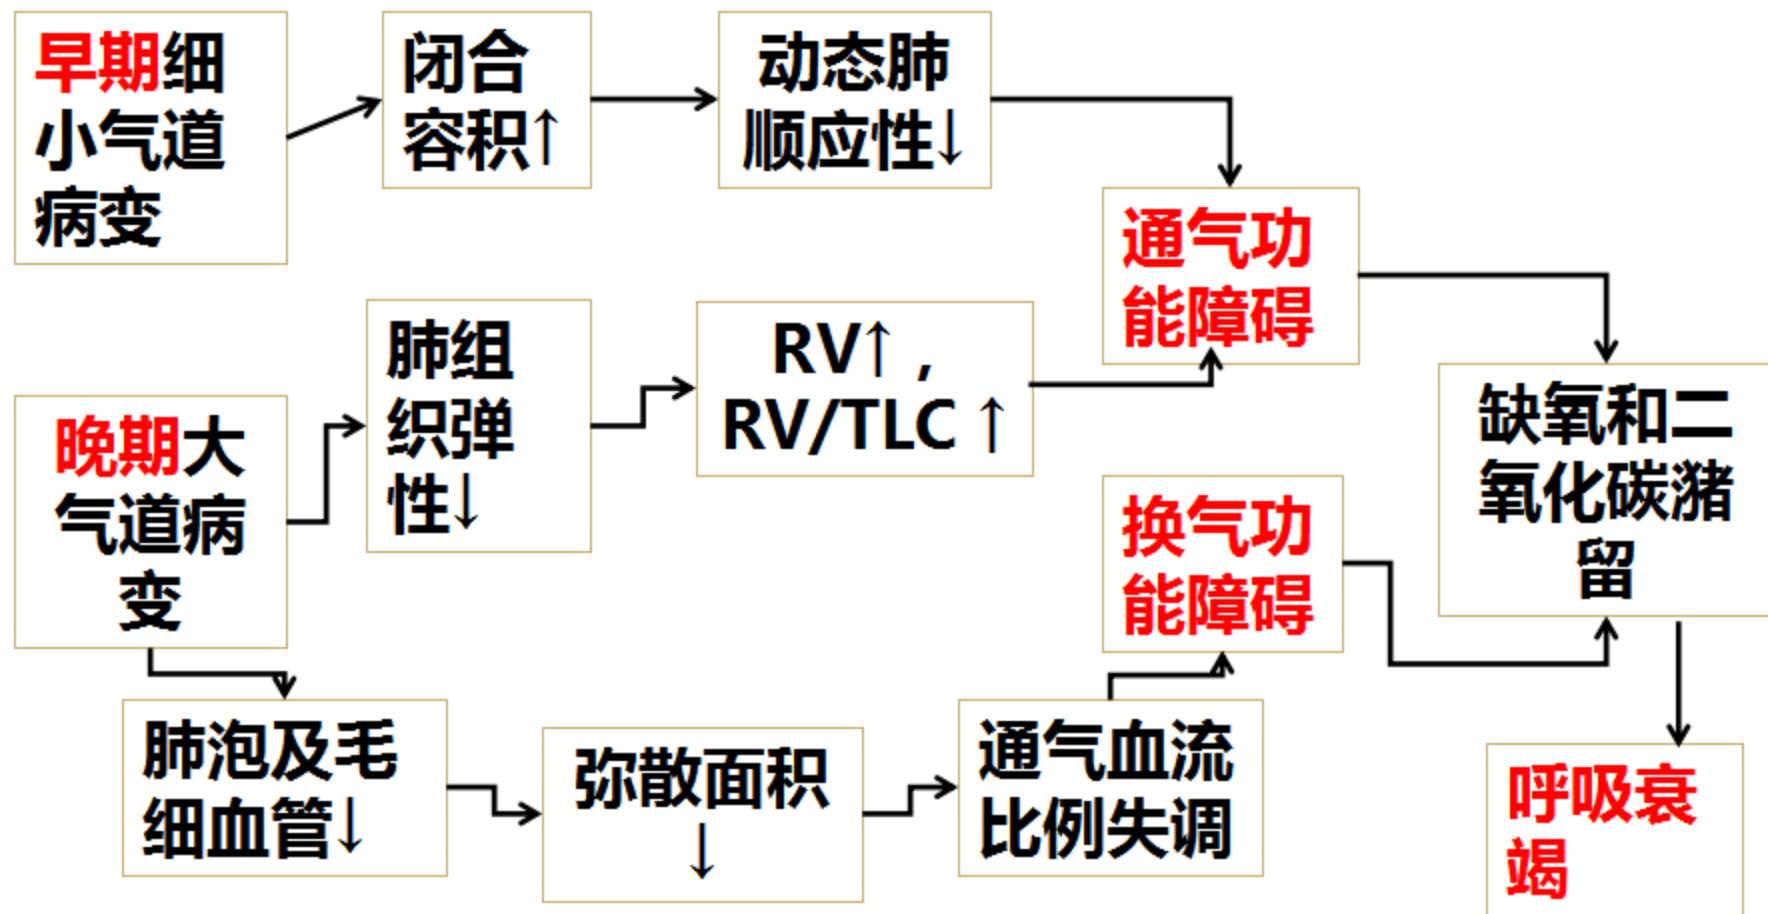 早期细
小气道
病变
闭合
容积↑
动态肺
顺应性↓
通气功
能障碍
晚期大
气道病
变
肺组
织弹
性↓
RV↑ ,
RV/TLC ↑
缺氧和二
氧化碳潴
留
换气功
能障碍
肺泡及毛
细血管↓
弥散面积
↓
通气血流
比例失调
呼吸衰
竭